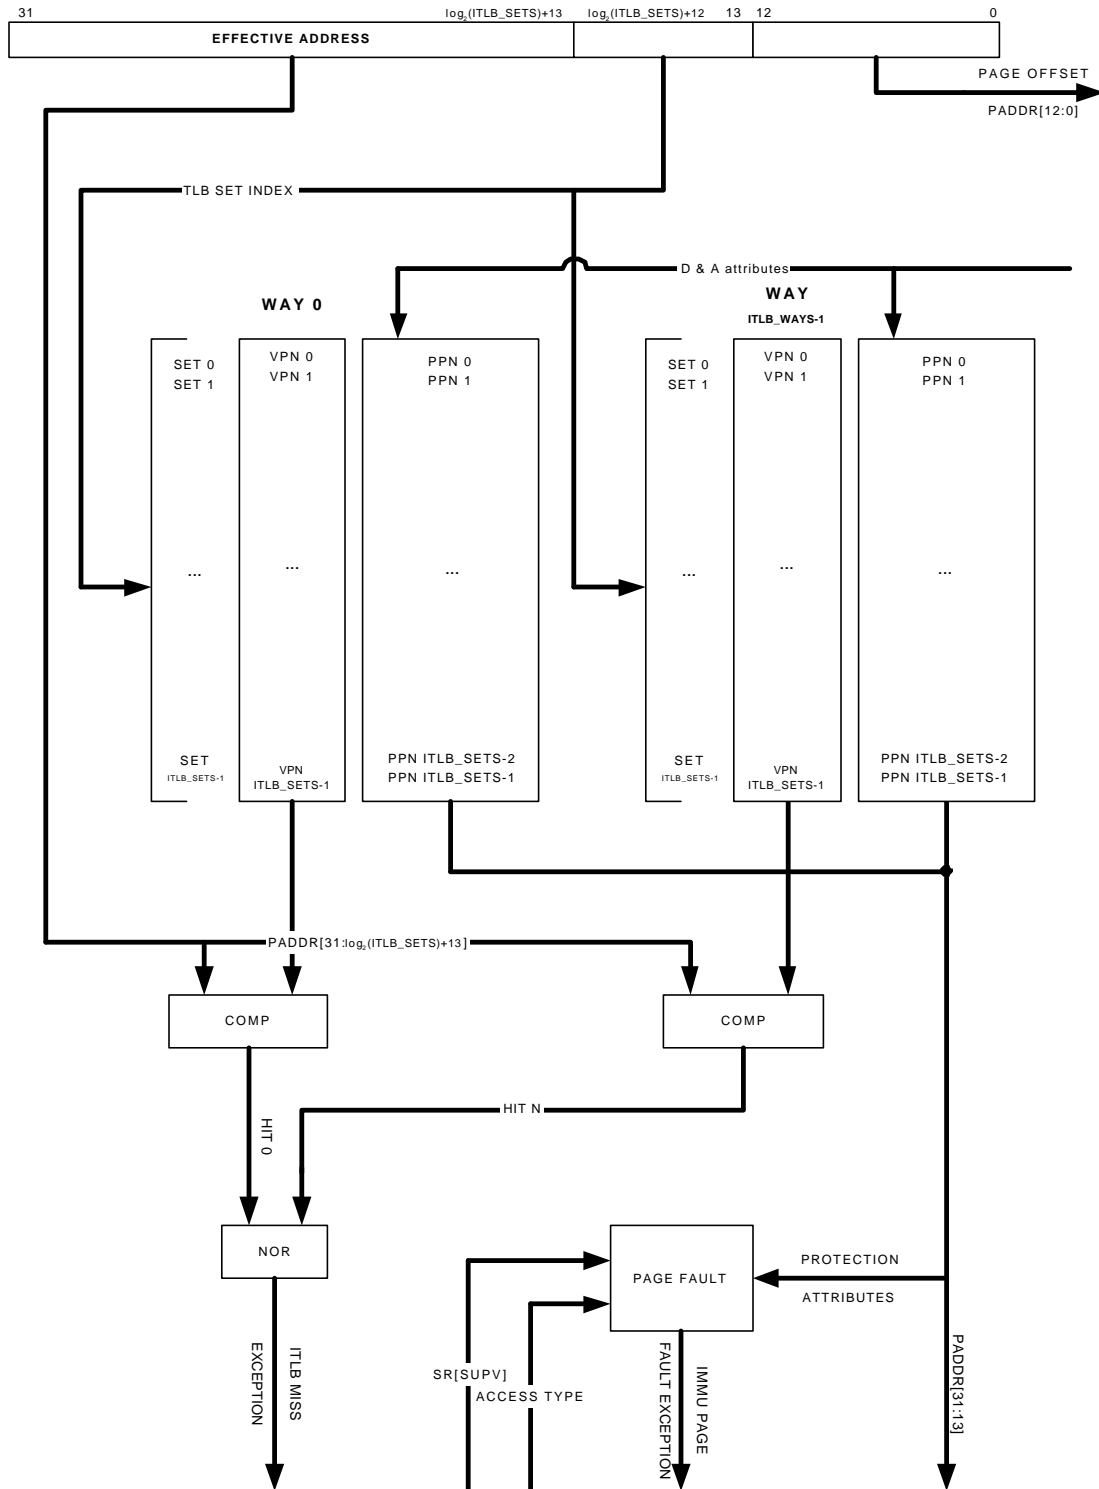 31 log₂(ITLB_SETS)+13 log₂(ITLB_SETS)+12 13 12 0
EFFECTIVE ADDRESS
PAGE OFFSET
PADDR[12:0]
TLB SET INDEX
D & A attributes
WAY 0
WAY
ITLB_WAYS-1
SET 0 VPN 0 PPN 0 SET 0 VPN 0 PPN 0
SET 1 VPN 1 PPN 1 SET 1 VPN 1 PPN 1
... ... ... ... ... ...
SET VPN PPN ITLB_SETS-2 SET VPN PPN ITLB_SETS-2
ITLB_SETS-1 ITLB_SETS-1 PPN ITLB_SETS-1 ITLB_SETS-1 ITLB_SETS-1 PPN ITLB_SETS-1
PADDR[31:log₂(ITLB_SETS)+13]
COMP COMP
HIT N
HIT 0
NOR
PAGE FAULT
PROTECTION
ATTRIBUTES
ITLB MISS
EXCEPTION
SR[SUPV]
ACCESS TYPE
IMMU PAGE
FAULT EXCEPTION
PADDR[31:13]